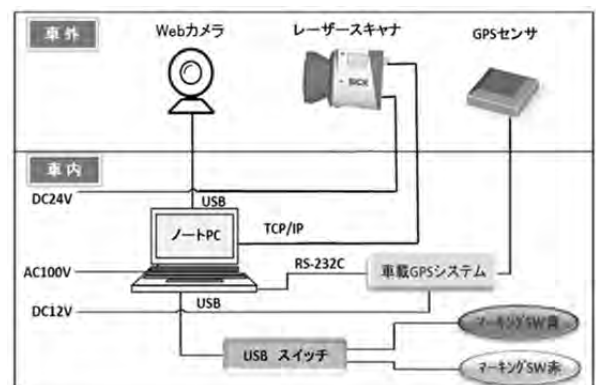 車外
Webカメラ
レーザースキャナ
GPSセンサ
SICK
車内
DC24V
USB
ノートPC
TCP/IP
AC100V
RS-232C
車載GPSシステム
DC12V
USB
USB スイッチ
マーキングSW青
マーキングSW赤